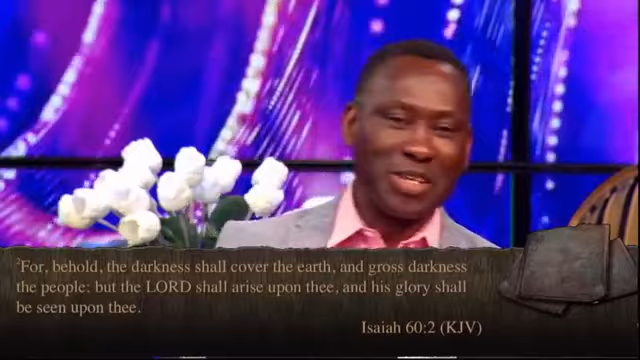 ²For, behold, the darkness shall cover the earth, and gross darkness
the people: but the LORD shall arise upon thee, and his glory shall
be seen upon thee.
Isaiah 60:2 (KJV)